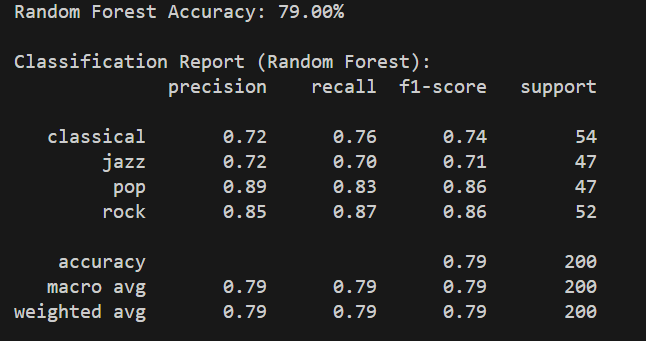 Random Forest Accuracy: 79.00%
Classification Report (Random Forest):
precision recall f1-score support
classical 0.72 0.76 0.74 54
jazz 0.72 0.70 0.71 47
pop 0.89 0.83 0.86 47
rock 0.85 0.87 0.86 52
accuracy 0.79 200
macro avg 0.79 0.79 0.79 200
weighted avg 0.79 0.79 0.79 200